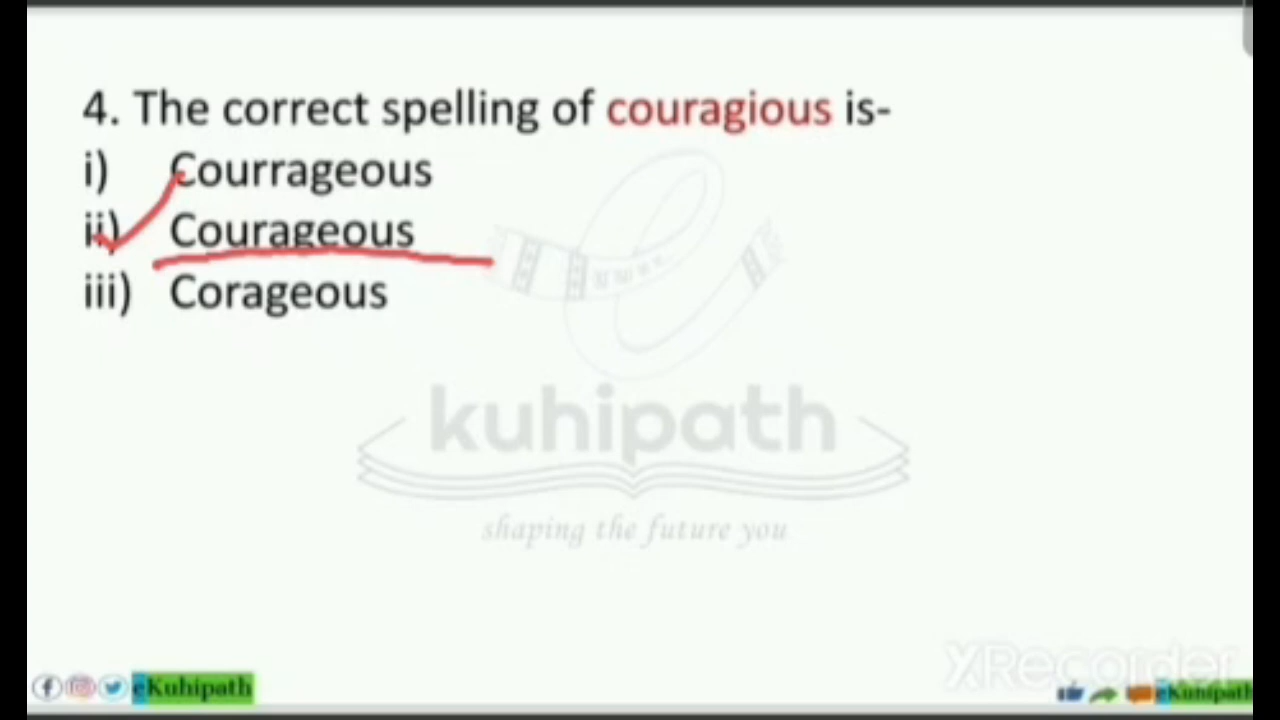 4. The correct spelling of couragious is-
i) Courrageous
ii) Courageous
iii) Corageous
kuhipath
shaping the future you
eKuhipath
XRecorder
eKuhipath